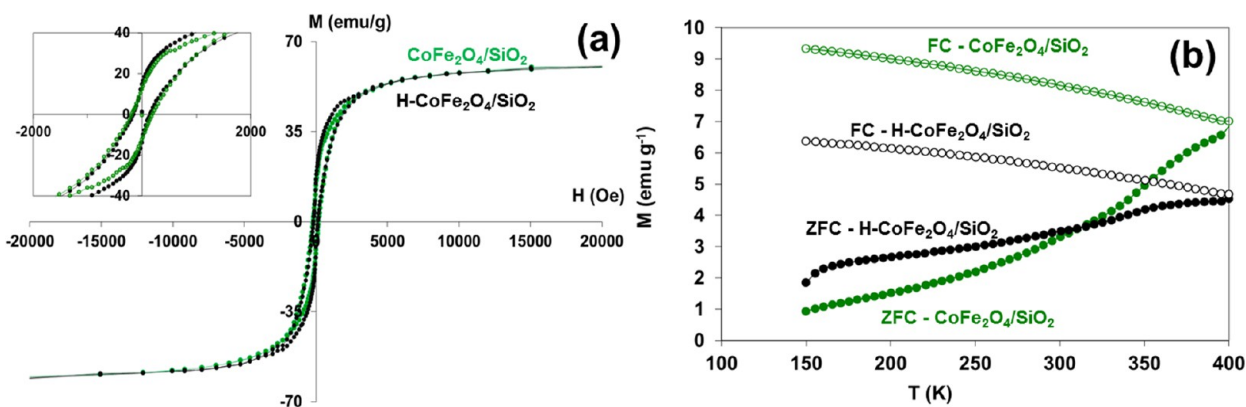 M (emu/g)
70
(a)
CoFe₂O₄/SiO₂
H-CoFe₂O₄/SiO₂
35
H (Oe)
0
-20000 -15000 -10000 -5000 0 5000 10000 15000 20000
-35
-70
40
20
-2000 0 2000
-20
-40
M (emu g⁻¹)
10
9
8
7
6
5
4
3
2
1
0
(b)
FC - CoFe₂O₄/SiO₂
FC - H-CoFe₂O₄/SiO₂
ZFC - H-CoFe₂O₄/SiO₂
ZFC - CoFe₂O₄/SiO₂
100 150 200 250 300 350 400
T (K)